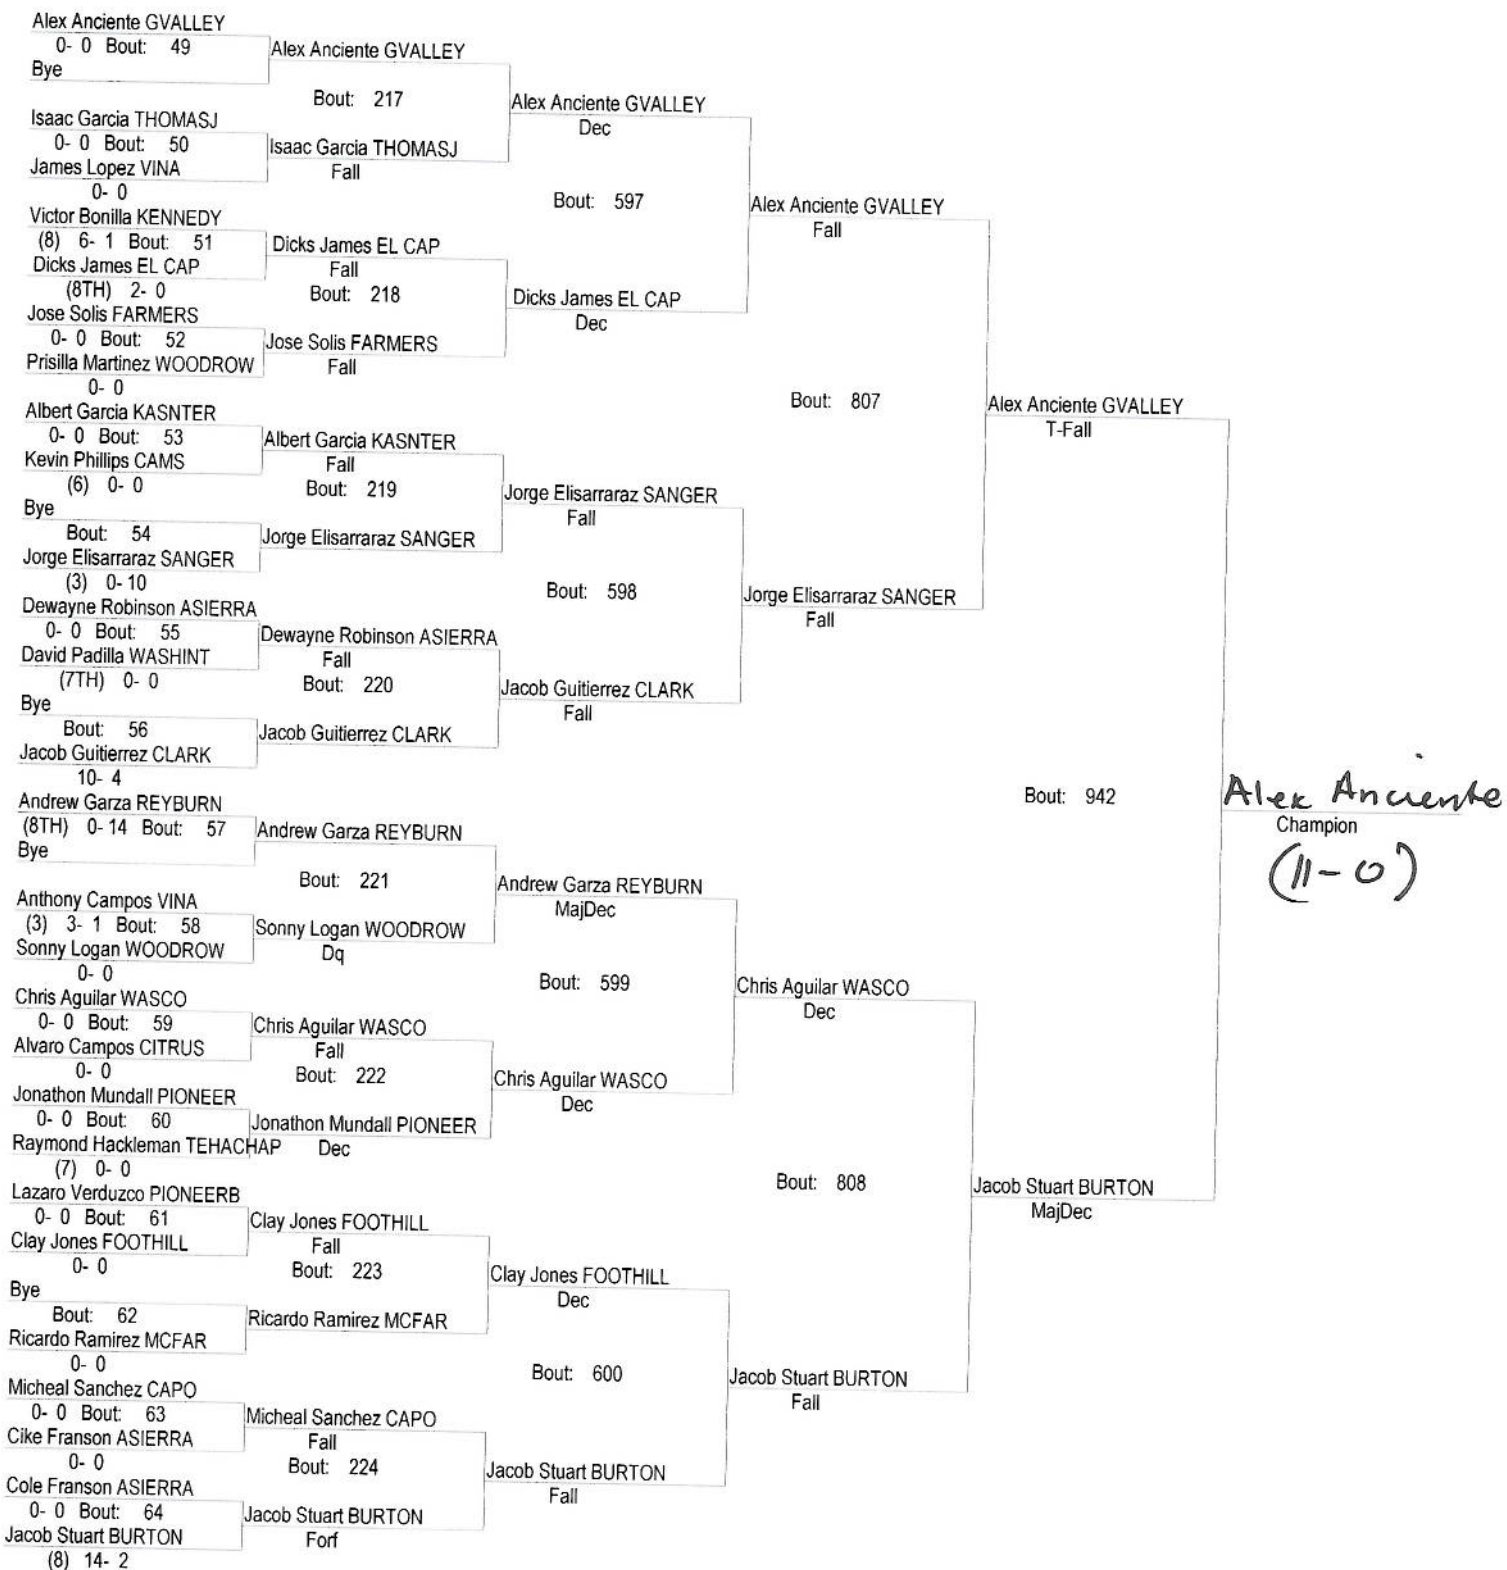 Alex Anciente GVALLEY
0- 0 Bout: 49
Bye
Alex Anciente GVALLEY
Bout: 217
Isaac Garcia THOMASJ
0- 0 Bout: 50
James Lopez VINA
0- 0
Isaac Garcia THOMASJ
Fall
Alex Anciente GVALLEY
Dec
Bout: 597
Victor Bonilla KENNEDY
(8) 6- 1 Bout: 51
Dicks James EL CAP
(8TH) 2- 0
Dicks James EL CAP
Fall
Bout: 218
Jose Solis FARMERS
0- 0 Bout: 52
Prisilla Martinez WOODROW
0- 0
Jose Solis FARMERS
Fall
Dicks James EL CAP
Dec
Alex Anciente GVALLEY
Fall
Bout: 807
Albert Garcia KASNTER
0- 0 Bout: 53
Kevin Phillips CAMS
(6) 0- 0
Albert Garcia KASNTER
Fall
Bout: 219
Bye
Bout: 54
Jorge Elisarraraz SANGER
(3) 0- 10
Jorge Elisarraraz SANGER
Jorge Elisarraraz SANGER
Fall
Bout: 598
Dewayne Robinson ASIERRA
0- 0 Bout: 55
David Padilla WASHINT
(7TH) 0- 0
Dewayne Robinson ASIERRA
Fall
Bout: 220
Bye
Bout: 56
Jacob Guitierrez CLARK
10- 4
Jacob Guitierrez CLARK
Jacob Guitierrez CLARK
Fall
Jorge Elisarraraz SANGER
Fall
Alex Anciente GVALLEY
T-Fall
Bout: 942
Alex Anciente
Champion
(11-0)
Andrew Garza REYBURN
(8TH) 0- 14 Bout: 57
Bye
Andrew Garza REYBURN
Bout: 221
Anthony Campos VINA
(3) 3- 1 Bout: 58
Sonny Logan WOODROW
0- 0
Sonny Logan WOODROW
Dq
Andrew Garza REYBURN
MajDec
Bout: 599
Chris Aguilar WASCO
0- 0 Bout: 59
Alvaro Campos CITRUS
0- 0
Chris Aguilar WASCO
Fall
Bout: 222
Jonathon Mundall PIONEER
0- 0 Bout: 60
Raymond Hackleman TEHACHAP
(7) 0- 0
Jonathon Mundall PIONEER
Dec
Chris Aguilar WASCO
Dec
Chris Aguilar WASCO
Dec
Bout: 808
Lazaro Verduzco PIONEERB
0- 0 Bout: 61
Clay Jones FOOTHILL
0- 0
Clay Jones FOOTHILL
Fall
Bout: 223
Bye
Bout: 62
Ricardo Ramirez MCFAR
0- 0
Ricardo Ramirez MCFAR
Clay Jones FOOTHILL
Dec
Bout: 600
Micheal Sanchez CAPO
0- 0 Bout: 63
Cike Franson ASIERRA
0- 0
Micheal Sanchez CAPO
Fall
Bout: 224
Cole Franson ASIERRA
0- 0 Bout: 64
Jacob Stuart BURTON
(8) 14- 2
Jacob Stuart BURTON
Forf
Jacob Stuart BURTON
Fall
Jacob Stuart BURTON
Fall
Jacob Stuart BURTON
MajDec